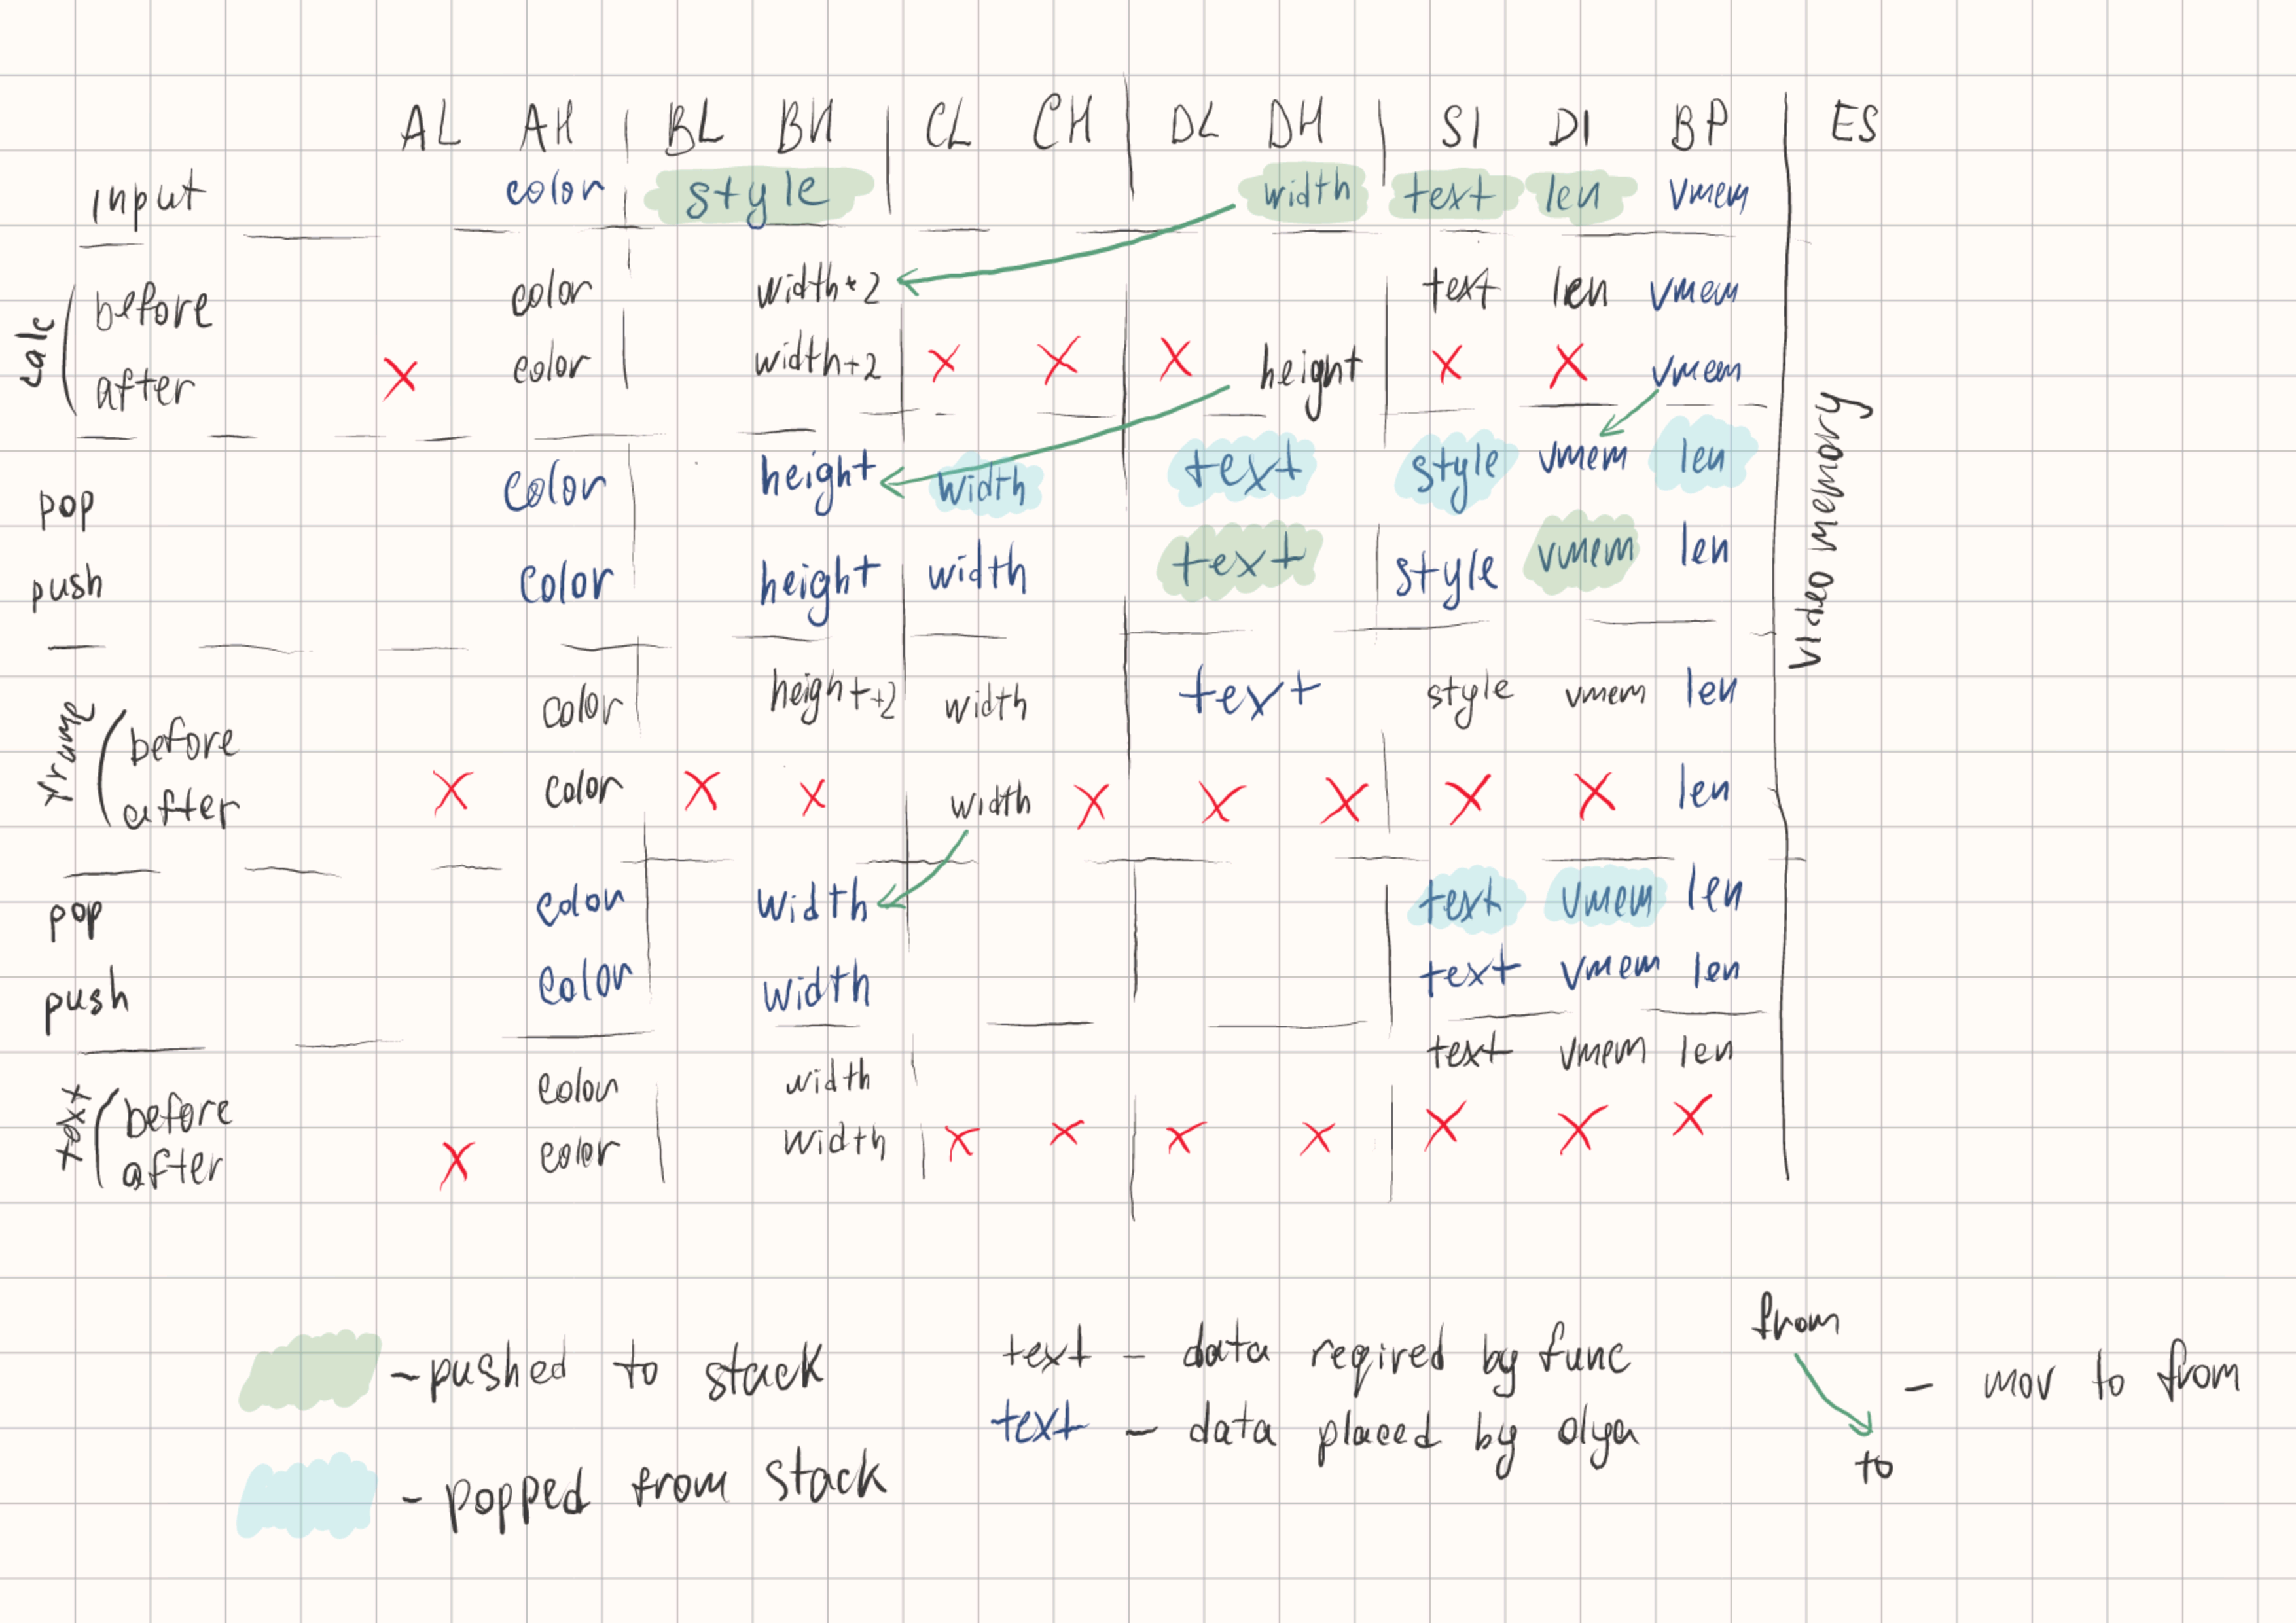 AL AH BL BH CL CH DL DH SI DI BP ES
input color style width text len vmem
calc
before color width*2 text len vmem
after color width+2 height vmem
pop color height width text style vmem len
push color height width text style vmem len
video memory
frame
before color height+2 width text style vmem len
after color width len
pop color width text vmem len
push color width text vmem len
text
before color width text vmem len
after color width
- pushed to stack
- popped from stack
text - data reqired by func
text - data placed by olya
from
to
- mov to from